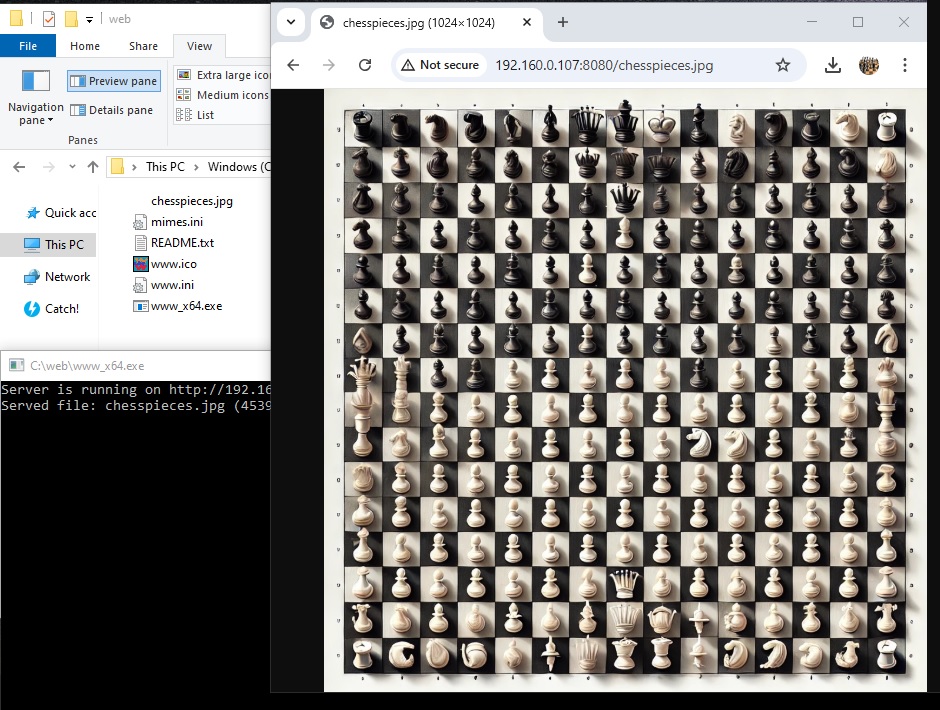 web
File
Home
Share
View
Navigation
pane
Preview pane
Details pane
Panes
Extra large ico
Medium icons
List
This PC
Windows (C
Quick acc
This PC
Network
Catch!
chesspieces.jpg
mimes.ini
README.txt
www.ico
www.ini
www_x64.exe
C:\web\www_x64.exe
Server is running on http://192.16
Served file: chesspieces.jpg (4539
chesspieces.jpg (1024×1024)
Not secure
192.160.0.107:8080/chesspieces.jpg